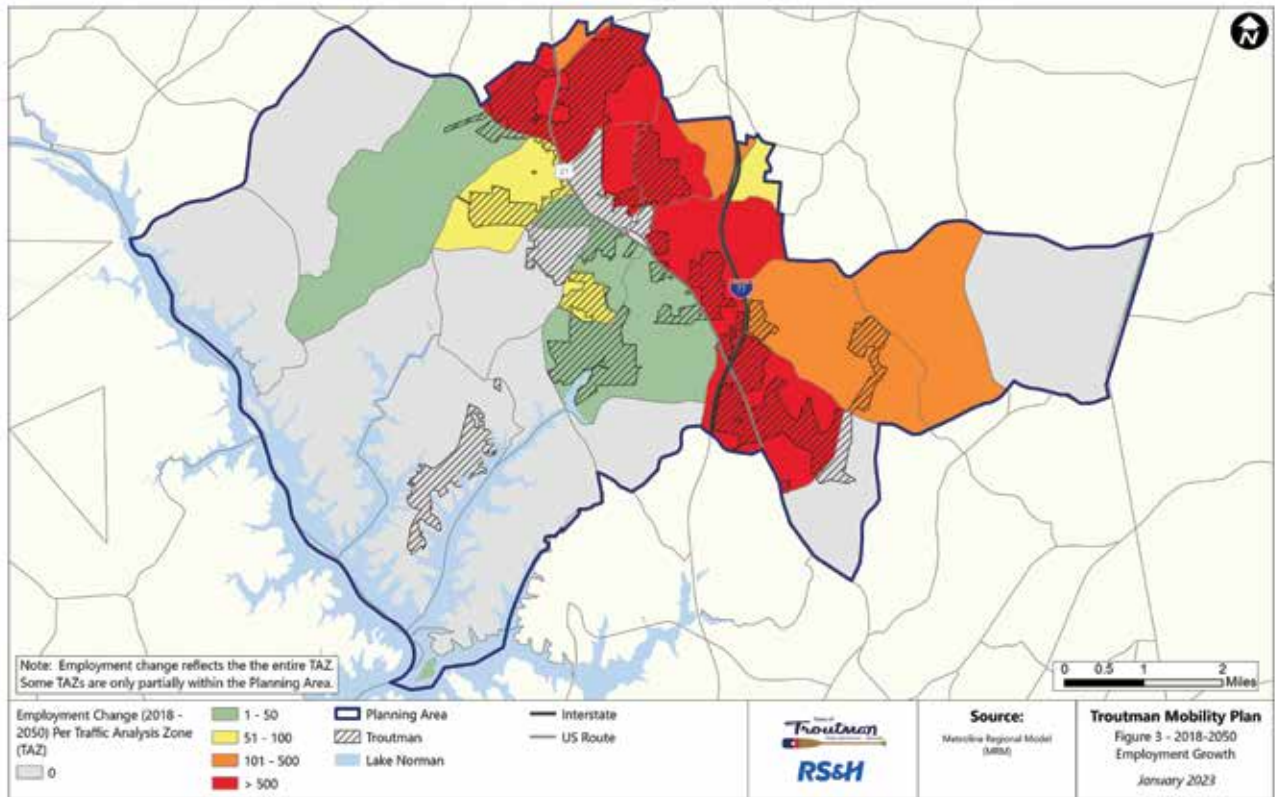 N
21
77
Note: Employment change reflects the the entire TAZ.
Some TAZs are only partially within the Planning Area.
0 0.5 1 2
Miles
Employment Change (2018 -
2050) Per Traffic Analysis Zone
(TAZ)
0
1 - 50
51 - 100
101 - 500
> 500
Planning Area
Troutman
Lake Norman
Interstate
US Route
Troutman
RS&H
Source:
Metrolina Regional Model
(MRM)
Troutman Mobility Plan
Figure 3 - 2018-2050
Employment Growth
January 2023